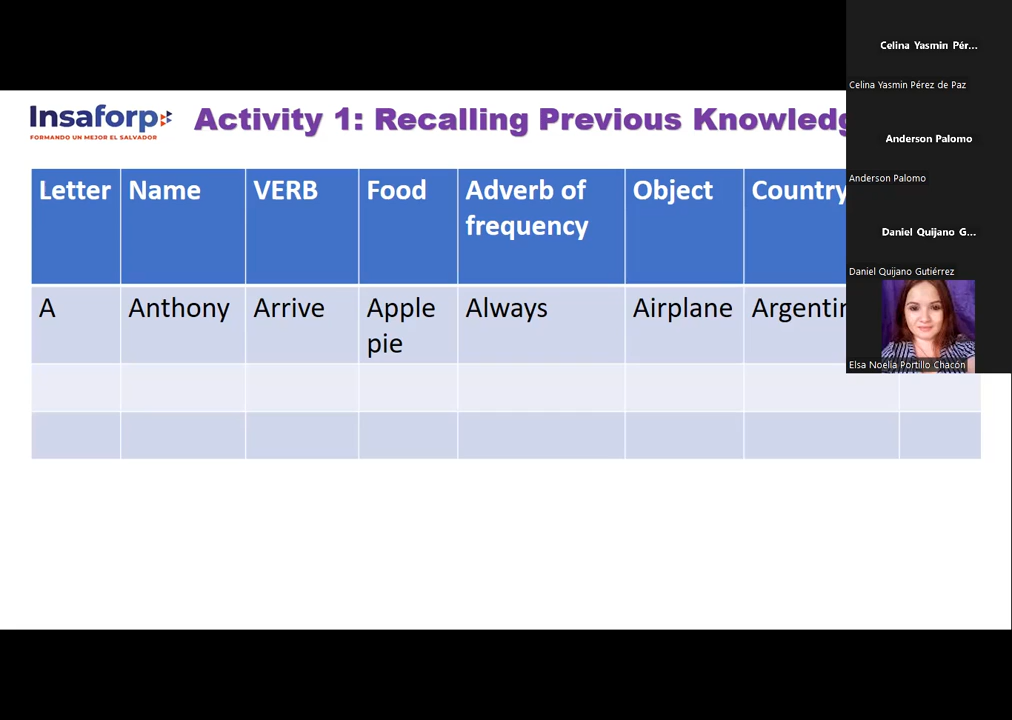 Celina Yasmin Pér...
Celina Yasmin Pérez de Paz
Insaforp
FORMANDO UN MEJOR EL SALVADOR
Activity 1: Recalling Previous Knowledg
Anderson Palomo
Anderson Palomo
Letter Name VERB Food Adverb of frequency Object Country
Daniel Quijano G...
Daniel Quijano Gutiérrez
A Anthony Arrive Apple pie Always Airplane Argentin
Elsa Noelia Portillo Chacón